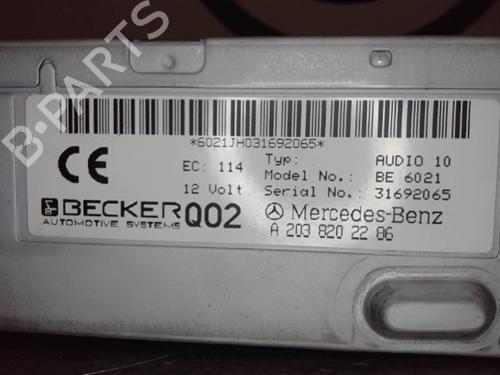 B-PARTS
*6021JH031692065*
CE
EC: 114
12 Volt
Typ: AUDIO 10
Model No.: BE 6021
Serial No.: 31692065
BECKER
AUTOMOTIVE SYSTEMS
Q02
Mercedes-Benz
A 203 820 22 86